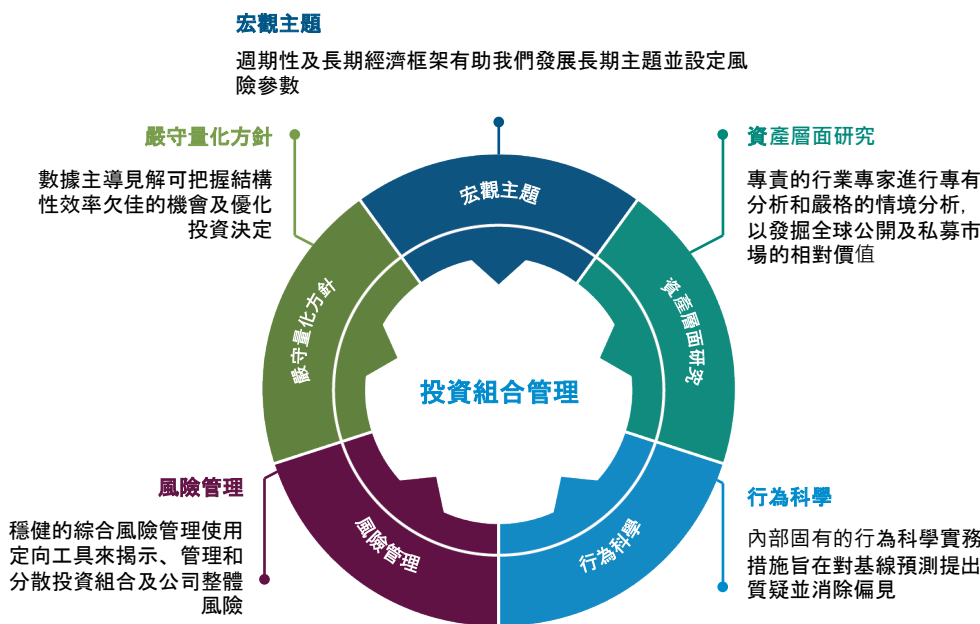 宏觀主題
週期性及長期經濟框架有助我們發展長期主題並設定風
險參數
嚴守量化方針
數據主導見解可把握結構
性效率欠佳的機會及優化
投資決定
資產層面研究
專責的行業專家進行專有
分析和嚴格的情境分析，
以發掘全球公開及私募市
場的相對價值
宏觀主題
嚴守量化方針
資產層面研究
投資組合管理
風險管理
行為科學
風險管理
穩健的綜合風險管理使用
定向工具來揭示、管理和
分散投資組合及公司整體
風險
行為科學
內部固有的行為科學實務
措施旨在對基線預測提出
質疑並消除偏見